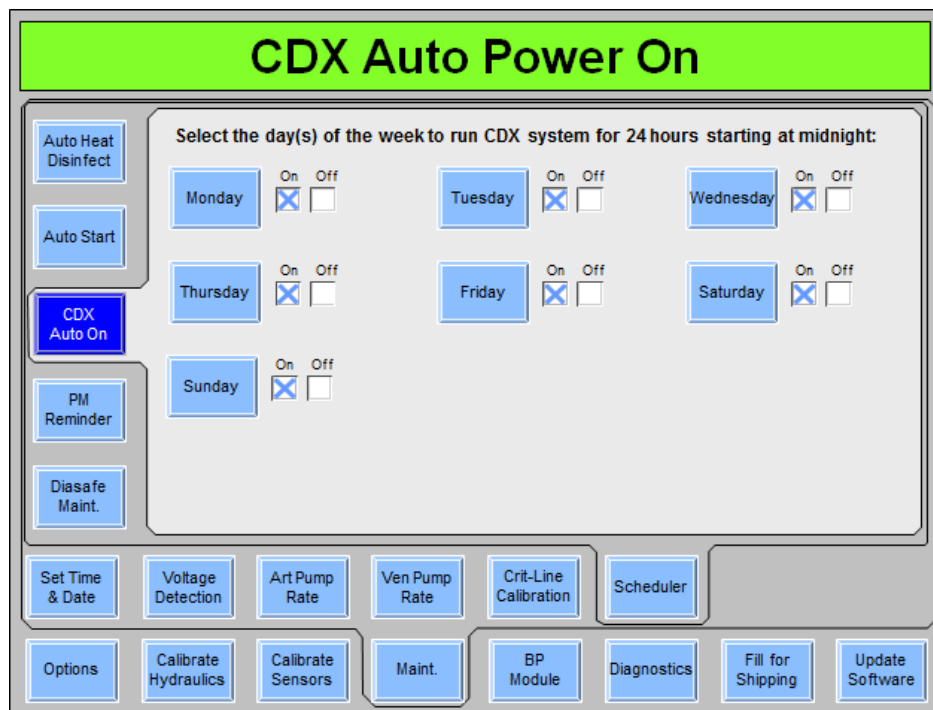 CDX Auto Power On
Select the day(s) of the week to run CDX system for 24 hours starting at midnight:
Auto Heat
Disinfect
Auto Start
CDX
Auto On
PM
Reminder
Diasafe
Maint.
On Off
Monday
On Off
Tuesday
On Off
Wednesday
On Off
Thursday
On Off
Friday
On Off
Saturday
On Off
Sunday
Set Time
& Date
Voltage
Detection
Art Pump
Rate
Ven Pump
Rate
Crit-Line
Calibration
Scheduler
Options
Calibrate
Hydraulics
Calibrate
Sensors
Maint.
BP
Module
Diagnostics
Fill for
Shipping
Update
Software